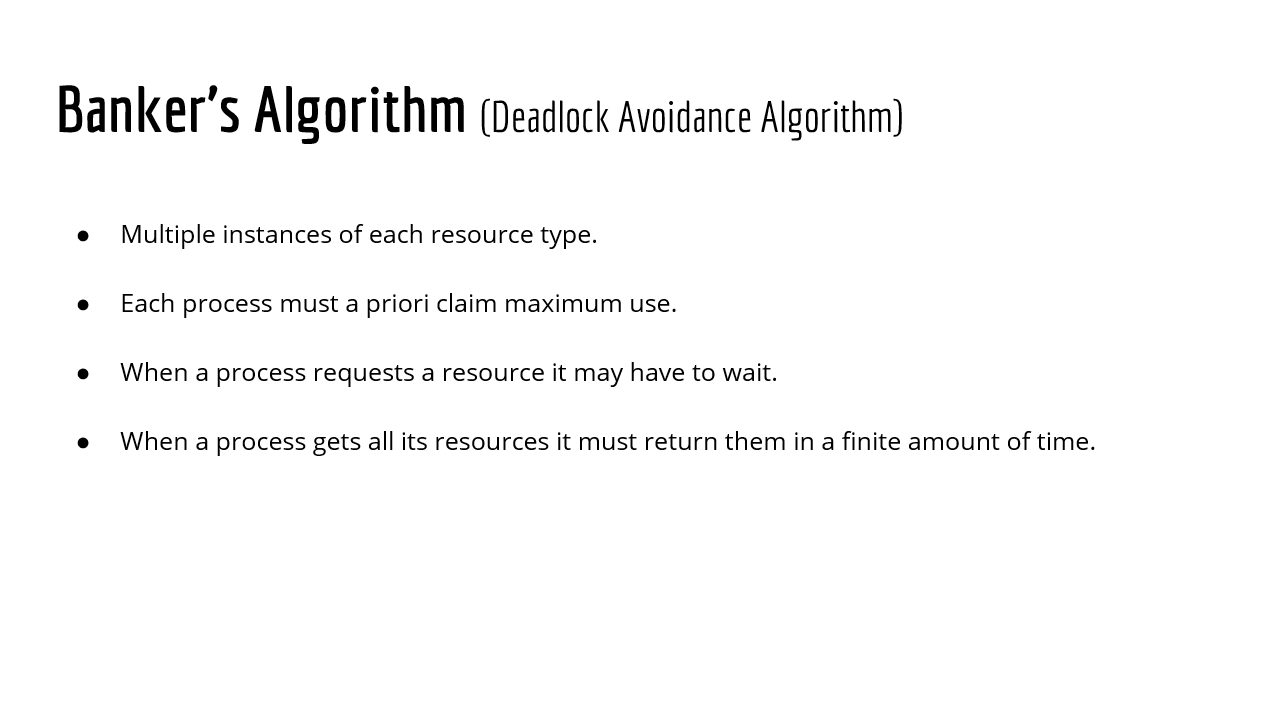 Banker's Algorithm (Deadlock Avoidance Algorithm)
● Multiple instances of each resource type.
● Each process must a priori claim maximum use.
● When a process requests a resource it may have to wait.
● When a process gets all its resources it must return them in a finite amount of time.